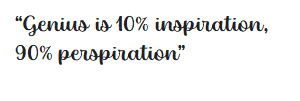 “Genius is 10% inspiration,
90% perspiration”